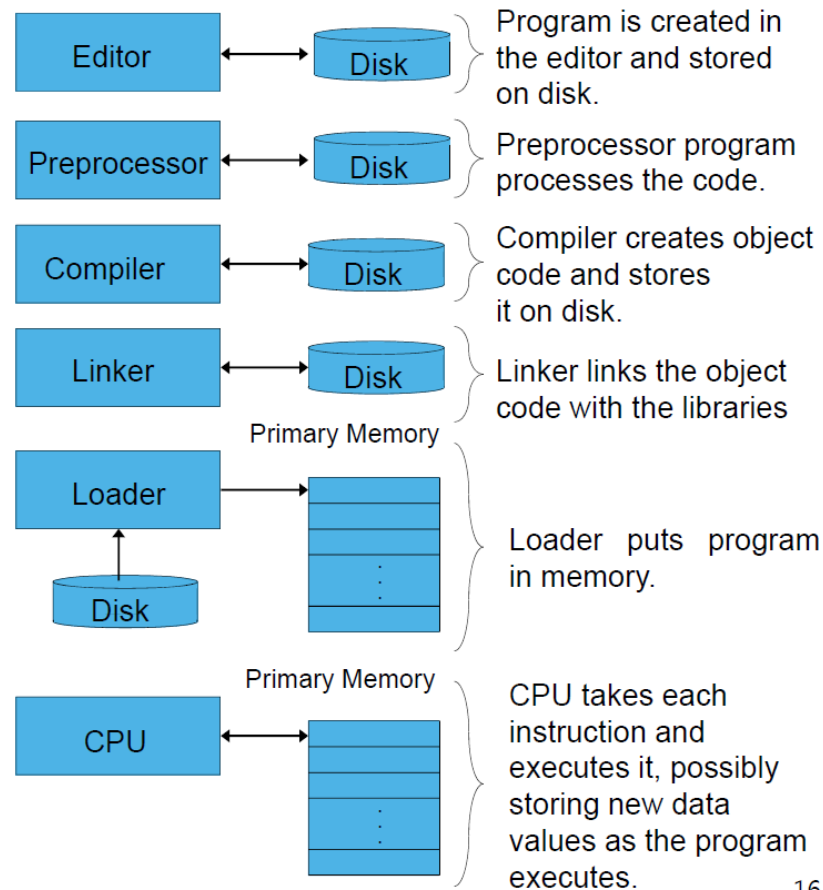 Editor
Disk
Program is created in
the editor and stored
on disk.
Preprocessor
Disk
Preprocessor program
processes the code.
Compiler
Disk
Compiler creates object
code and stores
it on disk.
Linker
Disk
Linker links the object
code with the libraries
Primary Memory
Loader
Disk
Loader puts program
in memory.
Primary Memory
CPU
CPU takes each
instruction and
executes it, possibly
storing new data
values as the program
executes.
16